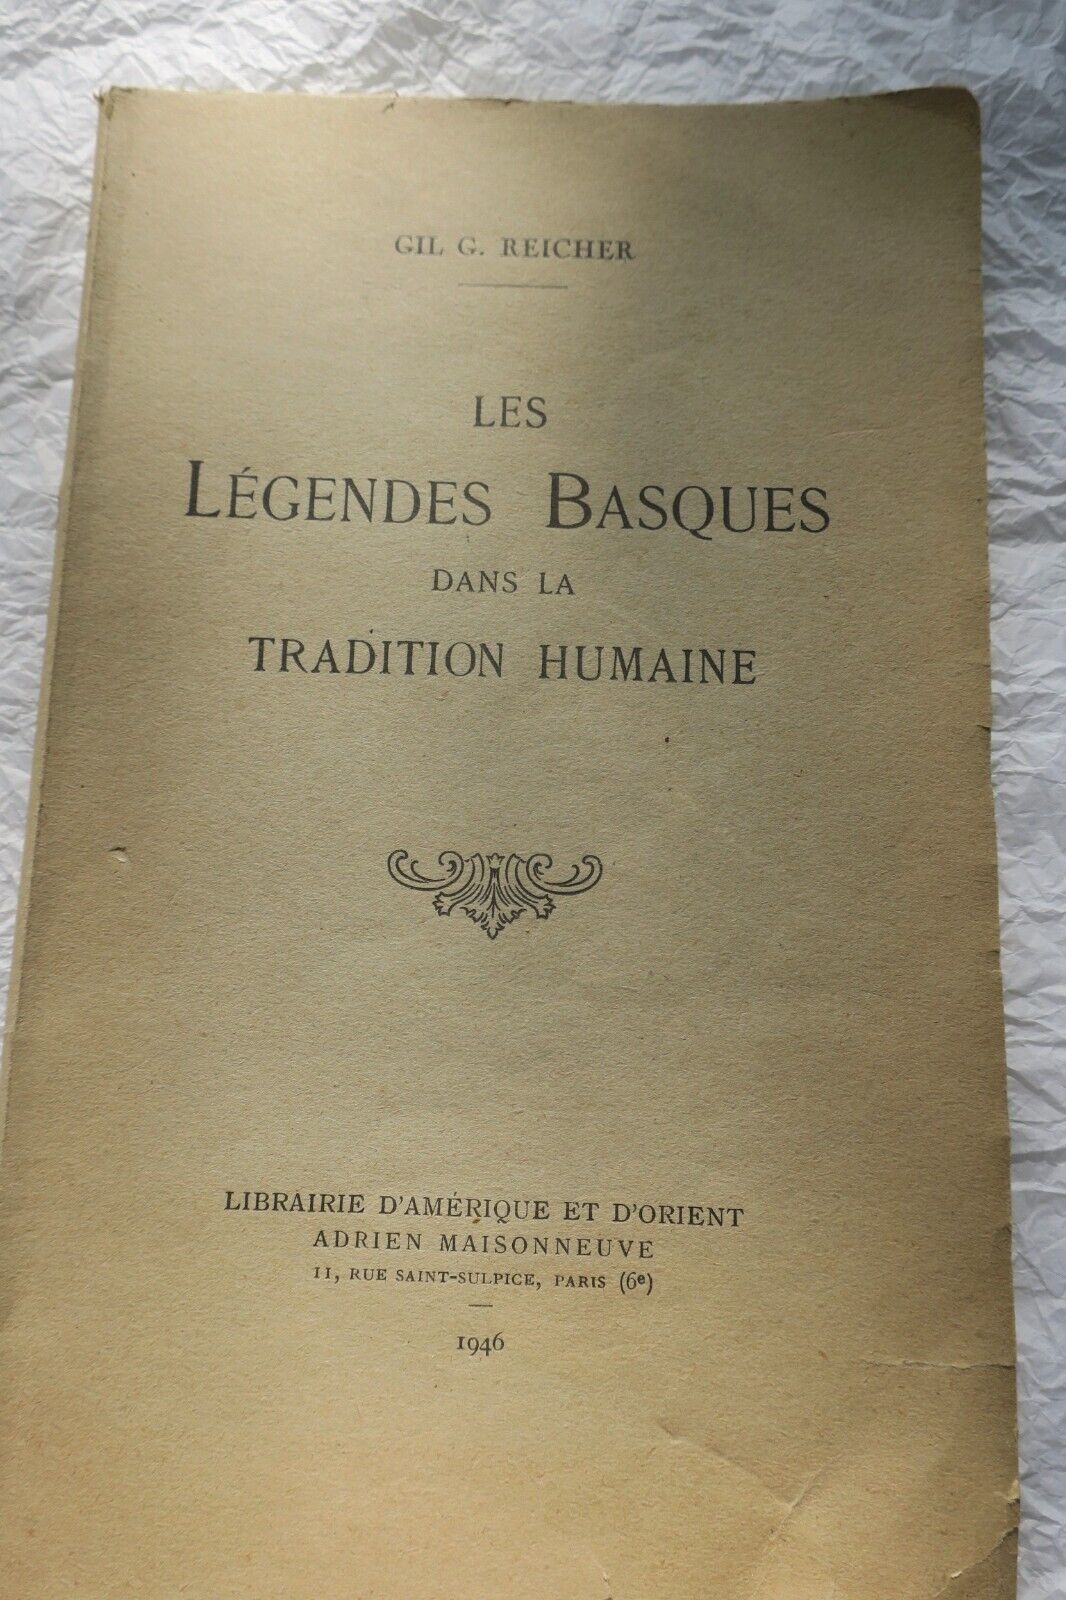 GIL G. REICHER
LES
LÉGENDES BASQUES
DANS LA
TRADITION HUMAINE
LIBRAIRIE D'AMÉRIQUE ET D'ORIENT
ADRIEN MAISONNEUVE
11, RUE SAINT-SULPICE, PARIS (6e)
1946